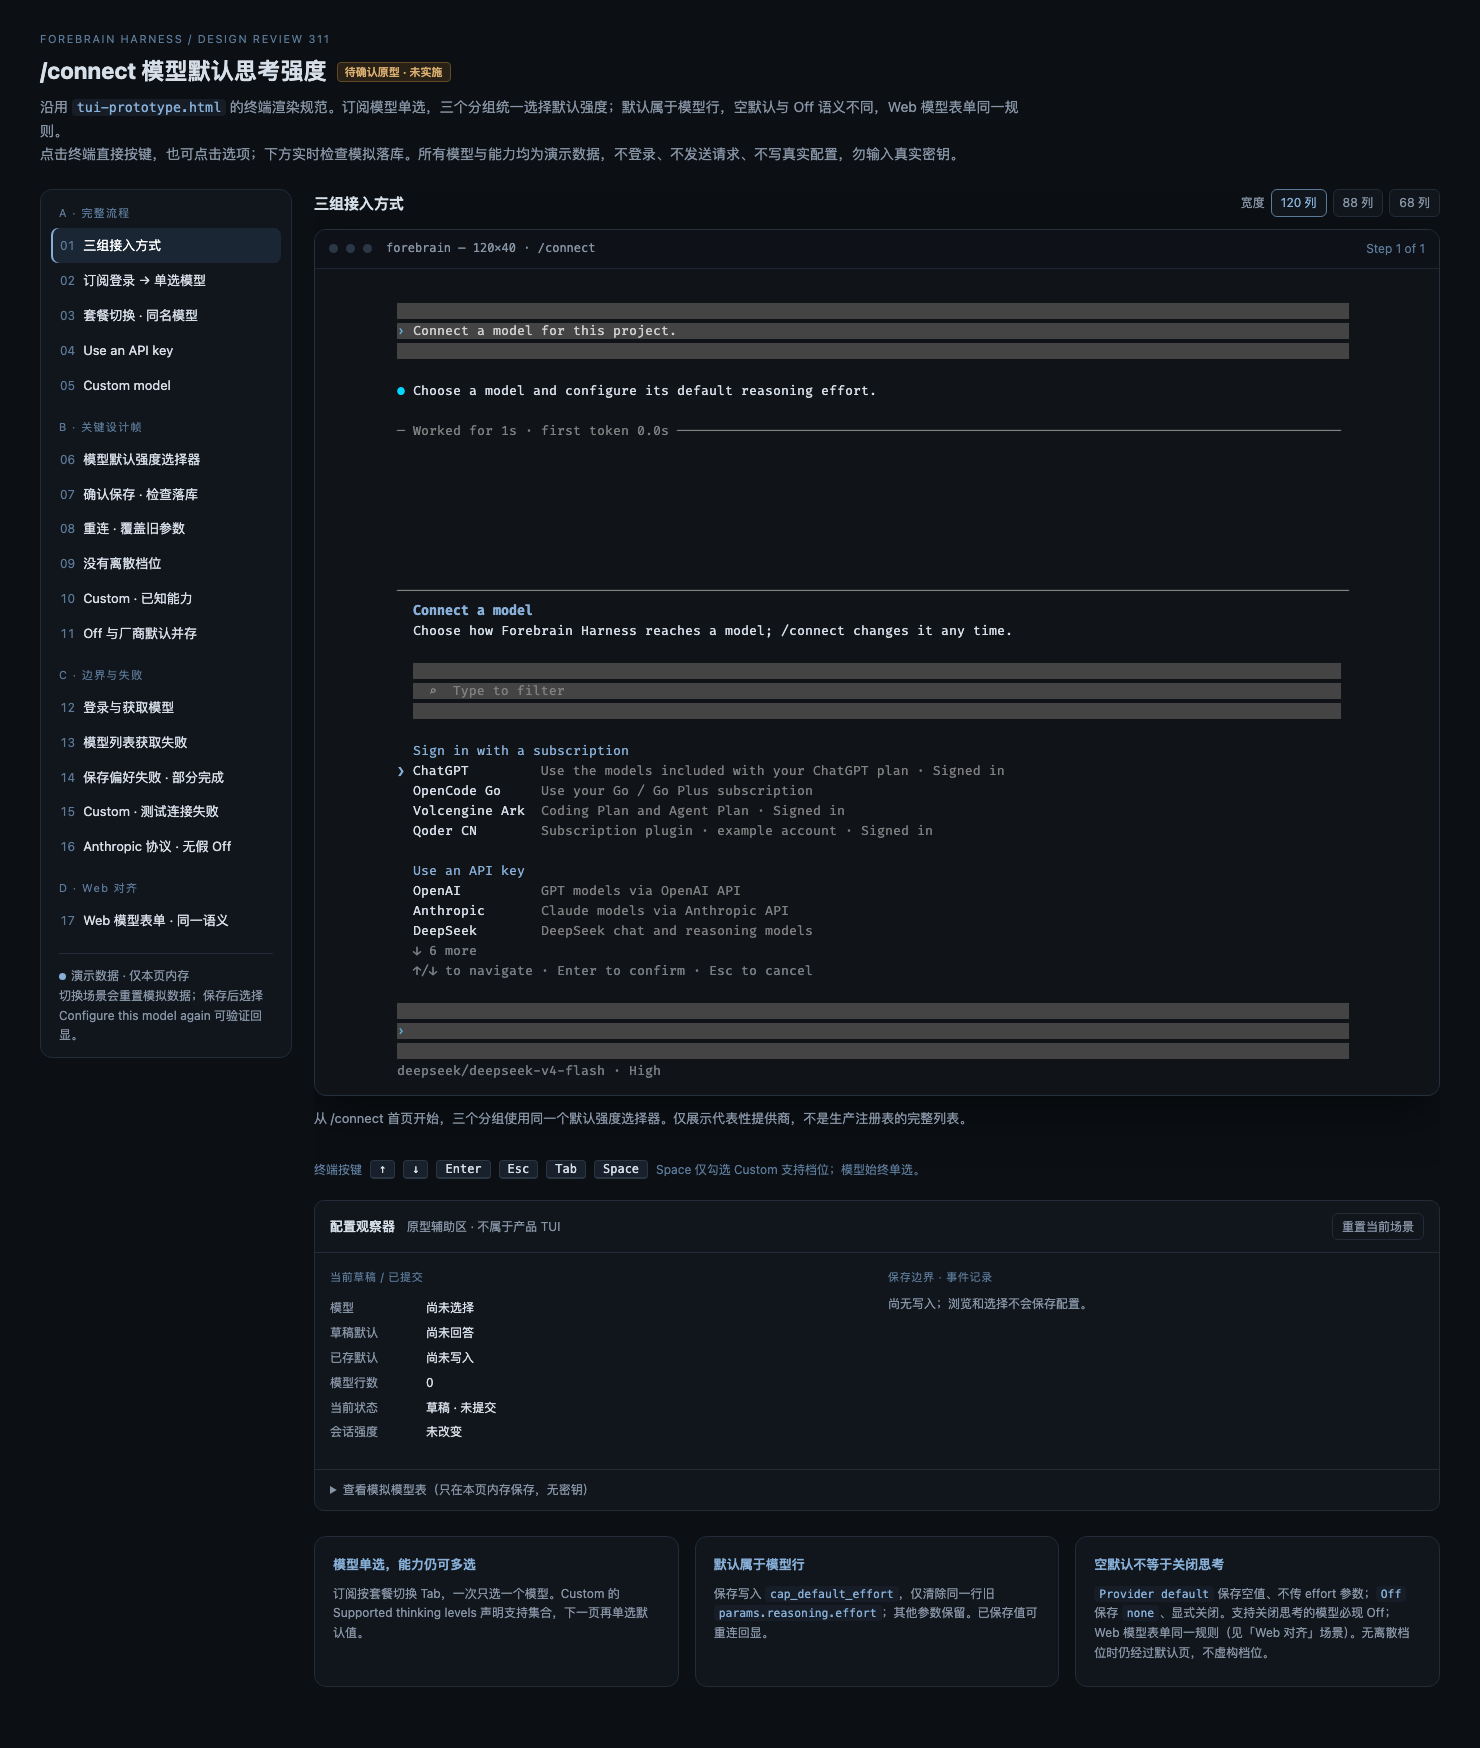 FOREBRAIN HARNESS / DESIGN REVIEW 311
/connect 模型默认思考强度 待确认原型 · 未实施
沿用 tui-prototype.html 的终端渲染规范。订阅模型单选，三个分组统一选择默认强度；默认属于模型行，空默认与 Off 语义不同，Web 模型表单同一规
则。
点击终端直接按键，也可点击选项；下方实时检查模拟落库。所有模型与能力均为演示数据，不登录、不发送请求、不写真实配置，勿输入真实密钥。
A · 完整流程
01 三组接入方式
02 订阅登录 → 单选模型
03 套餐切换 · 同名模型
04 Use an API key
05 Custom model
B · 关键设计帧
06 模型默认强度选择器
07 确认保存 · 检查落库
08 重连 · 覆盖旧参数
09 没有离散档位
10 Custom · 已知能力
11 Off 与厂商默认并存
C · 边界与失败
12 登录与获取模型
13 模型列表获取失败
14 保存偏好失败 · 部分完成
15 Custom · 测试连接失败
16 Anthropic 协议 · 无假 Off
D · Web 对齐
17 Web 模型表单 · 同一语义
● 演示数据 · 仅本页内存
切换场景会重置模拟数据；保存后选择
Configure this model again 可验证回
显。
三组接入方式
宽度 120 列 88 列 68 列
forebrain — 120×40 · /connect
Step 1 of 1
› Connect a model for this project.
● Choose a model and configure its default reasoning effort.
─ Worked for 1s · first token 0.0s
Connect a model
Choose how Forebrain Harness reaches a model; /connect changes it any time.
⌕ Type to filter
Sign in with a subscription
❯ ChatGPT Use the models included with your ChatGPT plan · Signed in
OpenCode Go Use your Go / Go Plus subscription
Volcengine Ark Coding Plan and Agent Plan · Signed in
Qoder CN Subscription plugin · example account · Signed in
Use an API key
OpenAI GPT models via OpenAI API
Anthropic Claude models via Anthropic API
DeepSeek DeepSeek chat and reasoning models
↓ 6 more
↑/↓ to navigate · Enter to confirm · Esc to cancel
›
deepseek/deepseek-v4-flash · High
从 /connect 首页开始，三个分组使用同一个默认强度选择器。仅展示代表性提供商，不是生产注册表的完整列表。
终端按键 ↑ ↓ Enter Esc Tab Space Space 仅勾选 Custom 支持档位；模型始终单选。
配置观察器 原型辅助区 · 不属于产品 TUI
重置当前场景
当前草稿 / 已提交
模型 尚未选择
草稿默认 尚未回答
已存默认 尚未写入
模型行数 0
当前状态 草稿 · 未提交
会话强度 未改变
保存边界 · 事件记录
尚无写入；浏览和选择不会保存配置。
▶ 查看模拟模型表（只在本页内存保存，无密钥）
模型单选，能力仍可多选
订阅按套餐切换 Tab，一次只选一个模型。Custom 的
Supported thinking levels 声明支持集合，下一页再单选默
认值。
默认属于模型行
保存写入 cap_default_effort，仅清除同一行旧
params.reasoning.effort；其他参数保留。已保存值可
重连回显。
空默认不等于关闭思考
Provider default 保存空值、不传 effort 参数；Off
保存 none、显式关闭。支持关闭思考的模型必现 Off；
Web 模型表单同一规则（见「Web 对齐」场景）。无离散档
位时仍经过默认页，不虚构档位。